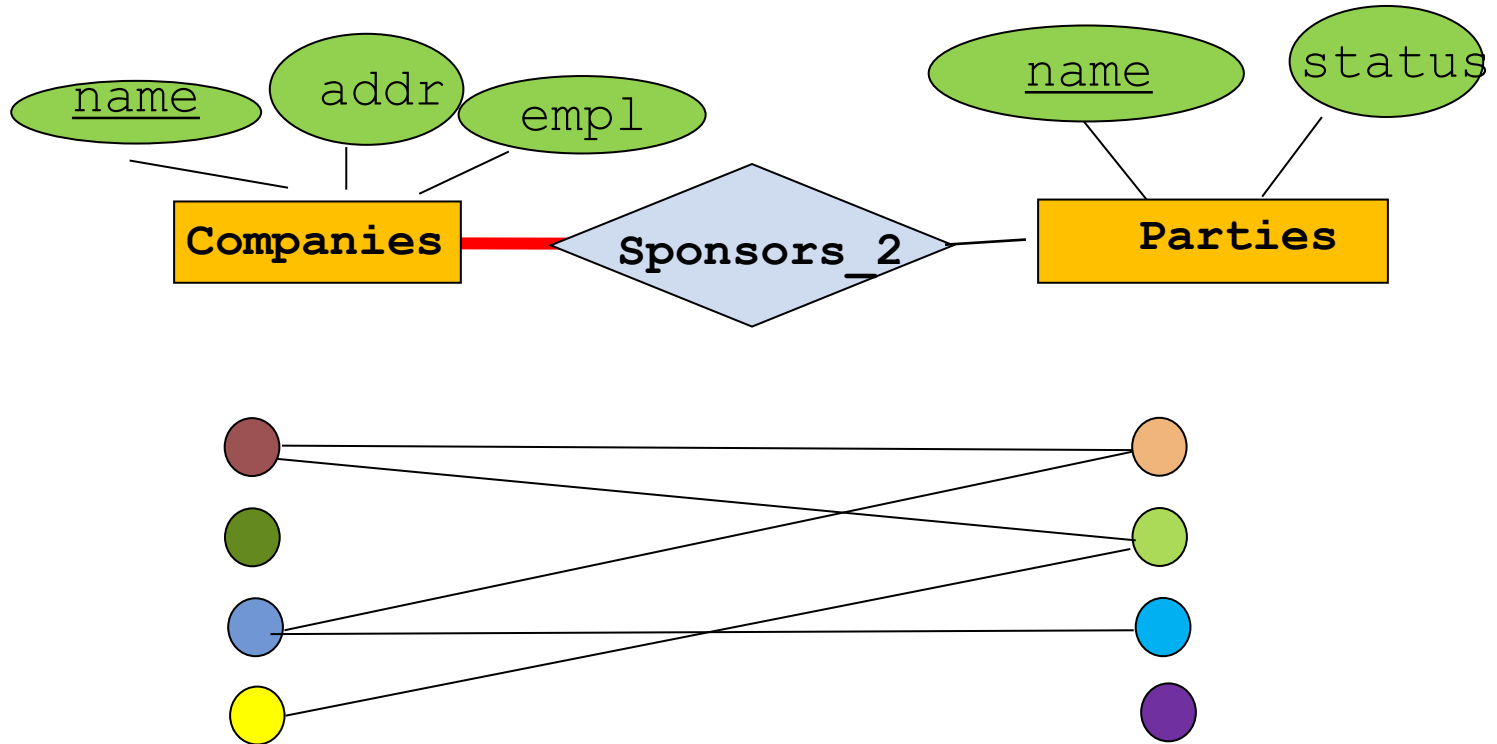 name
addr
empl
name
status
Companies
Sponsors_2
Parties